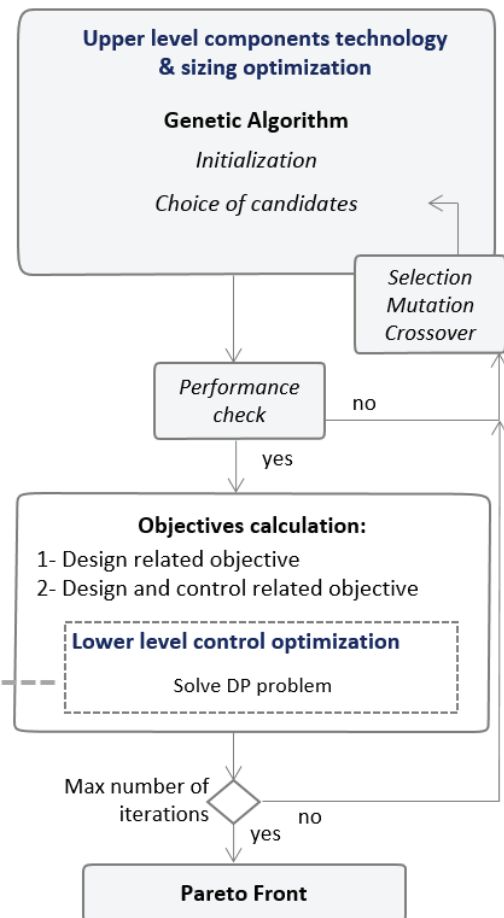 Upper level components technology
& sizing optimization
Genetic Algorithm
Initialization
Choice of candidates
Selection
Mutation
Crossover
Performance
check
no
yes
Objectives calculation:
1- Design related objective
2- Design and control related objective
Lower level control optimization
Solve DP problem
Max number of
iterations
no
yes
Pareto Front